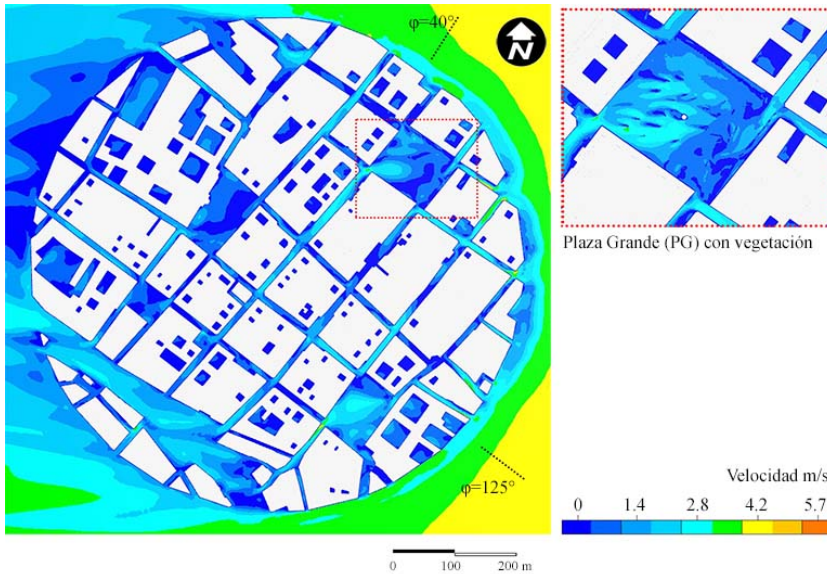 φ=40°
N
Plaza Grande (PG) con vegetación
φ=125°
Velocidad m/s
0 1.4 2.8 4.2 5.7
0 100 200 m